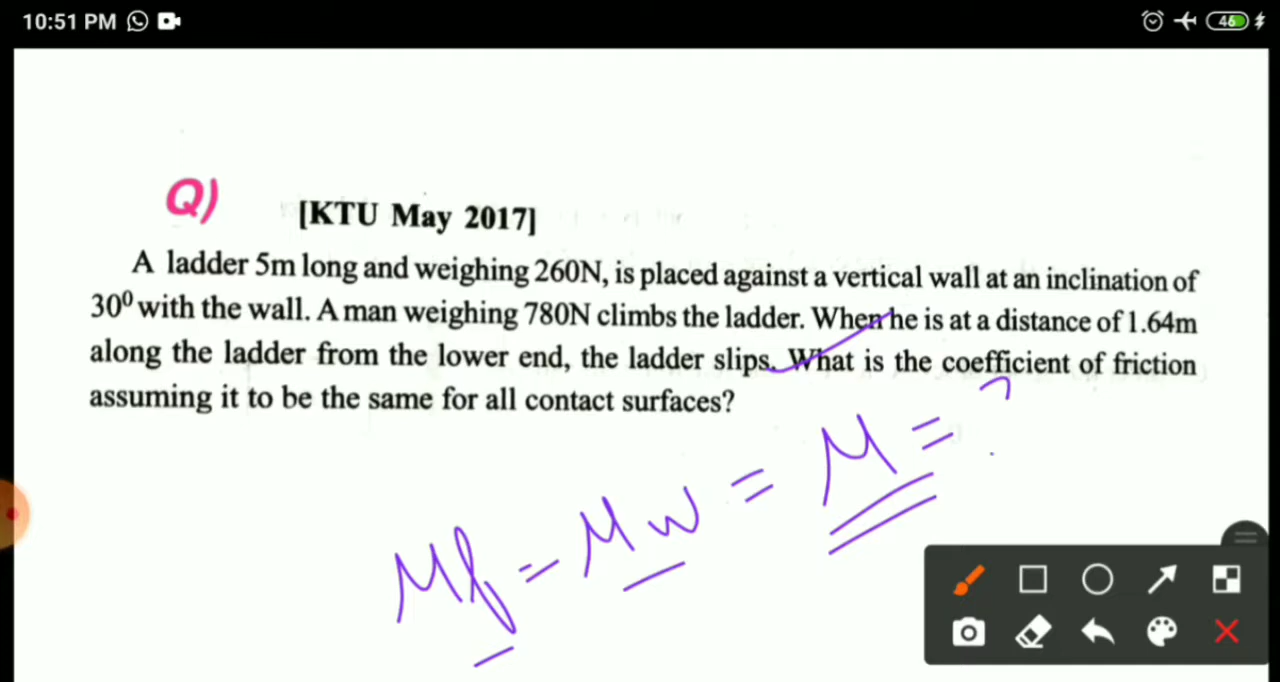 10:51 PM 46
Q)
[KTU May 2017]
A ladder 5m long and weighing 260N, is placed against a vertical wall at an inclination of
30⁰ with the wall. A man weighing 780N climbs the ladder. When he is at a distance of 1.64m
along the ladder from the lower end, the ladder slips. What is the coefficient of friction
assuming it to be the same for all contact surfaces?
μf = μw = μ = ?